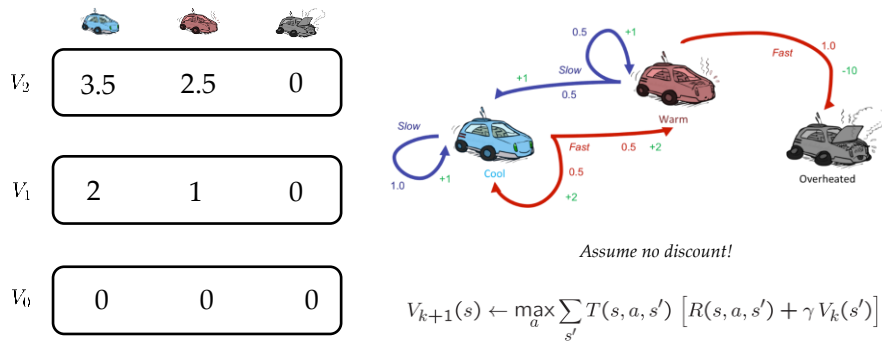 V₂ 3.5 2.5 0
V₁ 2 1 0
V₀ 0 0 0
0.5 +1
Slow
+1
0.5
Fast 1.0
-10
Warm
Overheated
Slow
1.0 +1
Cool
Fast 0.5 +2
0.5
+2
Assume no discount!
Vₖ₊₁(s) ← max_a ∑_s′ T(s, a, s′) [R(s, a, s′) + γ Vₖ(s′)]